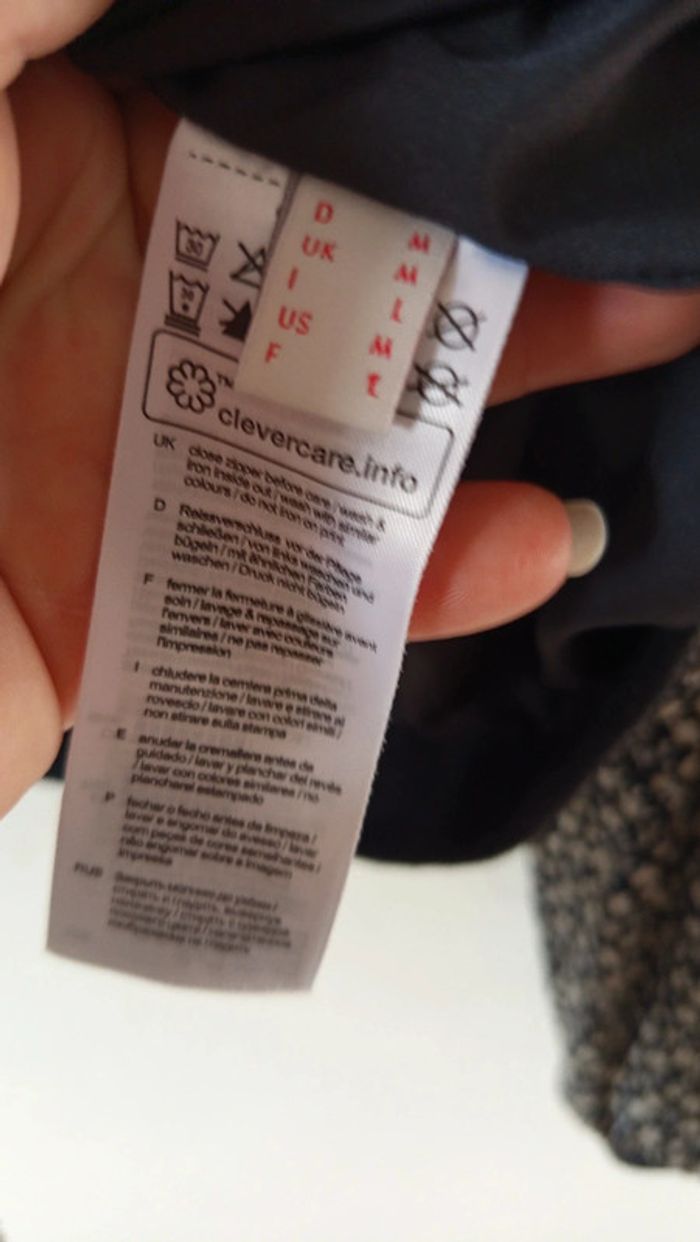 D M
UK M
I L
US M
F L
30
30
TM
clevercare.info
UK close zipper before care / wash &
iron inside out / wash with similar
colours / do not iron on print
D Reissverschluss vor der Pflege
schließen / von links waschen und
bügeln / mit ähnlichen Farben
waschen / Druck nicht bügeln
F fermer la fermeture à glissière avant
soin / lavage & repassage sur
l'envers / laver avec couleurs
similaires / ne pas repasser
l'impression
I chiudere la cerniera prima della
manutenzione / lavare e stirare al
rovescio / lavare con colori simili /
non stirare sulla stampa
E anudar la cremallera antes de
guidado / lavar y planchar del revés
/ lavar con colores similares / no
plancharel estampado
P fechar o fecho antes da limpeza /
lavar e engomar do avesso / lavar
com peças de cores semelhantes /
não engomar sobre a imagem
impressa
RUS